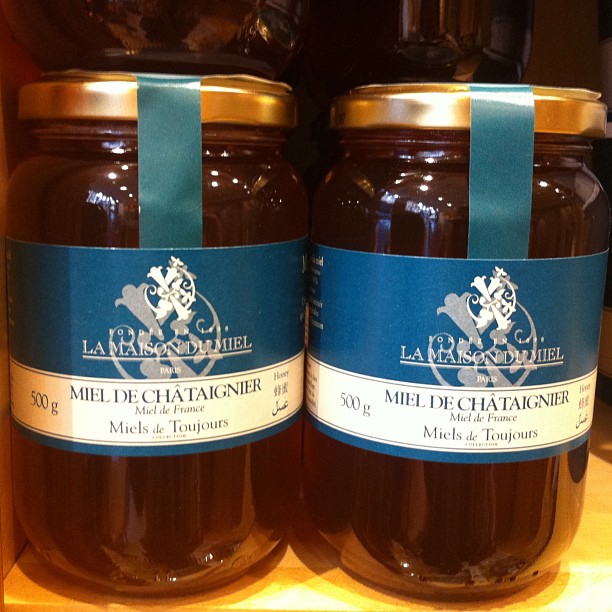 FONDÉE EN 1898
LA MAISON DU MIEL
PARIS
500 g
MIEL DE CHÂTAIGNIER
Miel de France
Miels de Toujours
COLLECTION
Honey
蜂蜜
عسل
FONDÉE EN
LA MAISON DU MIEL
PARIS
500 g
MIEL DE CHÂTAIGNIER
Miel de France
Miels de Toujours
COLLECTION
Honey
蜂蜜
عسل